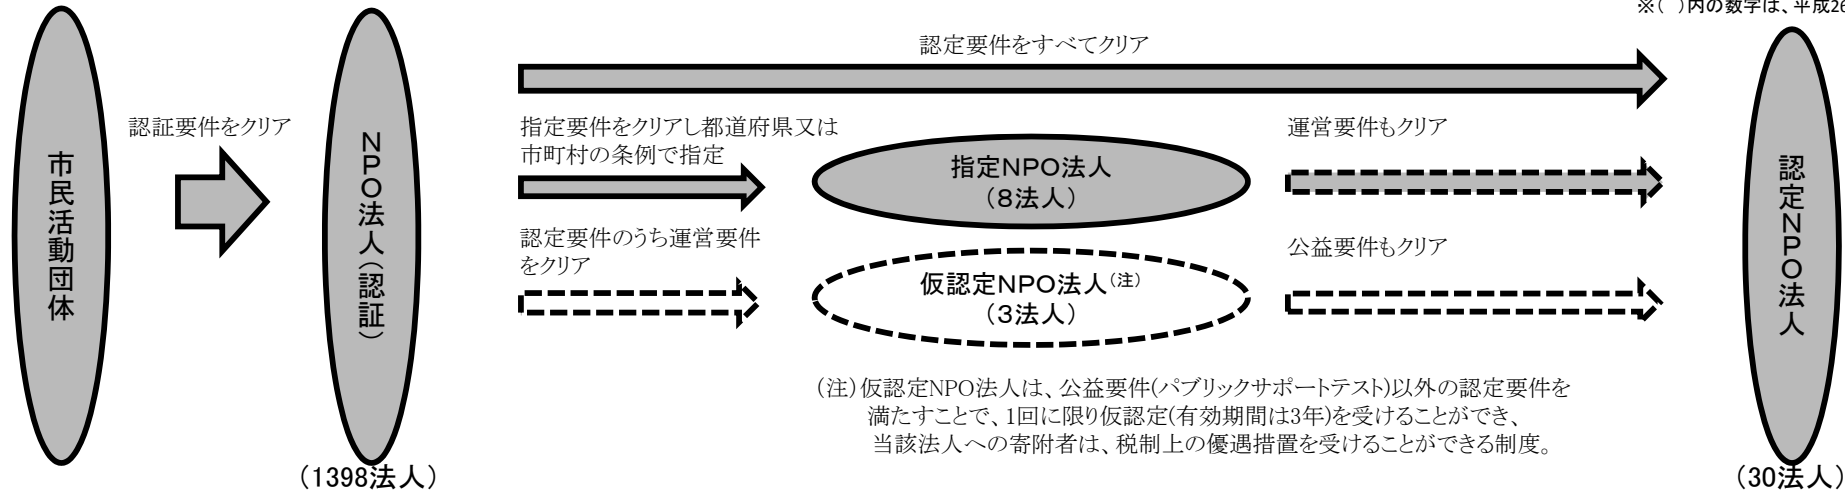 ※( )内の数字は、平成26
市民活動団体
認証要件をクリア
NPO法人(認証)
(1398法人)
認定要件をすべてクリア
指定要件をクリアし都道府県又は
市町村の条例で指定
指定NPO法人
(8法人)
運営要件もクリア
認定要件のうち運営要件
をクリア
仮認定NPO法人(注)
(3法人)
公益要件もクリア
(注)仮認定NPO法人は、公益要件(パブリックサポートテスト)以外の認定要件を
満たすことで、1回に限り仮認定(有効期間は3年)を受けることができ、
当該法人への寄附者は、税制上の優遇措置を受けることができる制度。
認定NPO法人
(30法人)